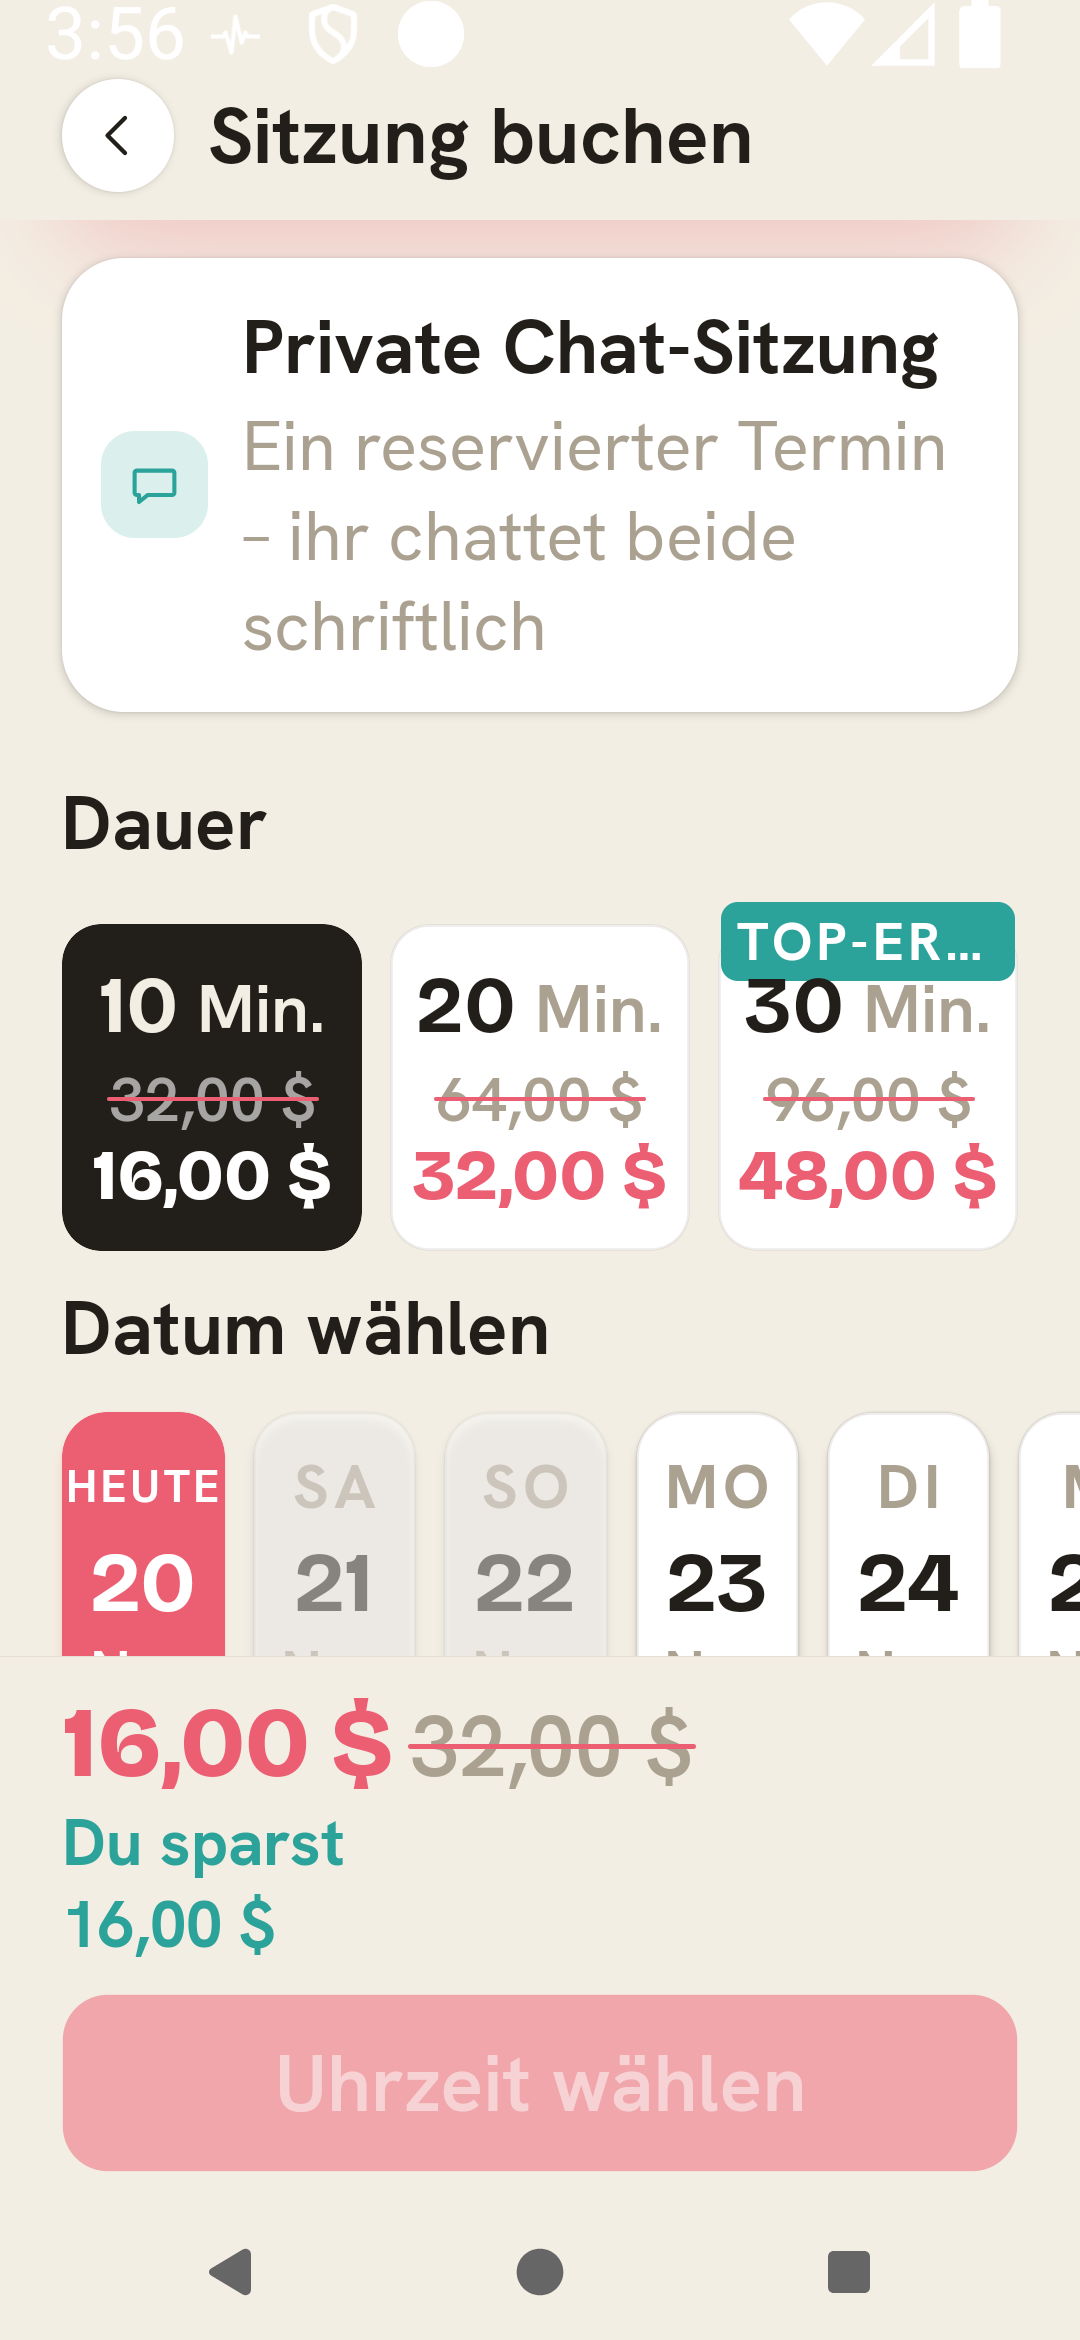 3:56
Sitzung buchen
Private Chat-Sitzung
Ein reservierter Termin
– ihr chattet beide
schriftlich
Dauer
TOP-ER...
10 Min.
20 Min.
30 Min.
32,00 $
64,00 $
96,00 $
16,00 $
32,00 $
48,00 $
Datum wählen
HEUTE
SA
SO
MO
DI
20
21
22
23
24
16,00 $ 32,00 $
Du sparst
16,00 $
Uhrzeit wählen